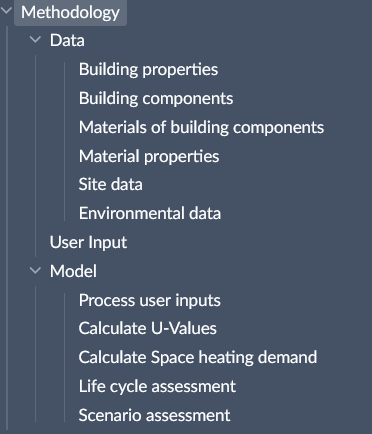 Methodology
Data
Building properties
Building components
Materials of building components
Material properties
Site data
Environmental data
User Input
Model
Process user inputs
Calculate U-Values
Calculate Space heating demand
Life cycle assessment
Scenario assessment